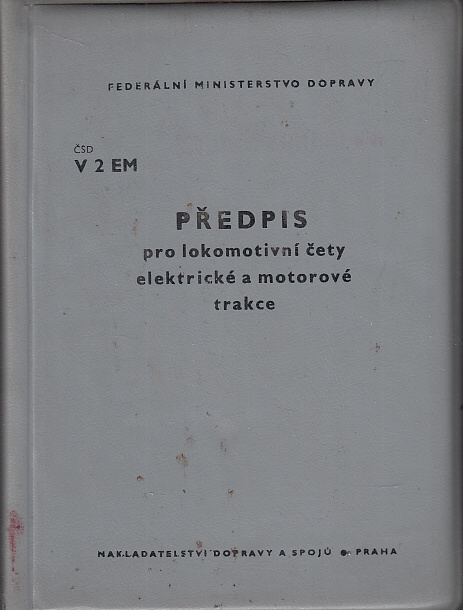 FEDERÁLNÍ MINISTERSTVO DOPRAVY
ČSD
V 2 EM
PŘEDPIS
pro lokomotivní čety
elektrické a motorové
trakce
NAKLADATELSTVÍ DOPRAVY A SPOJŮ • PRAHA